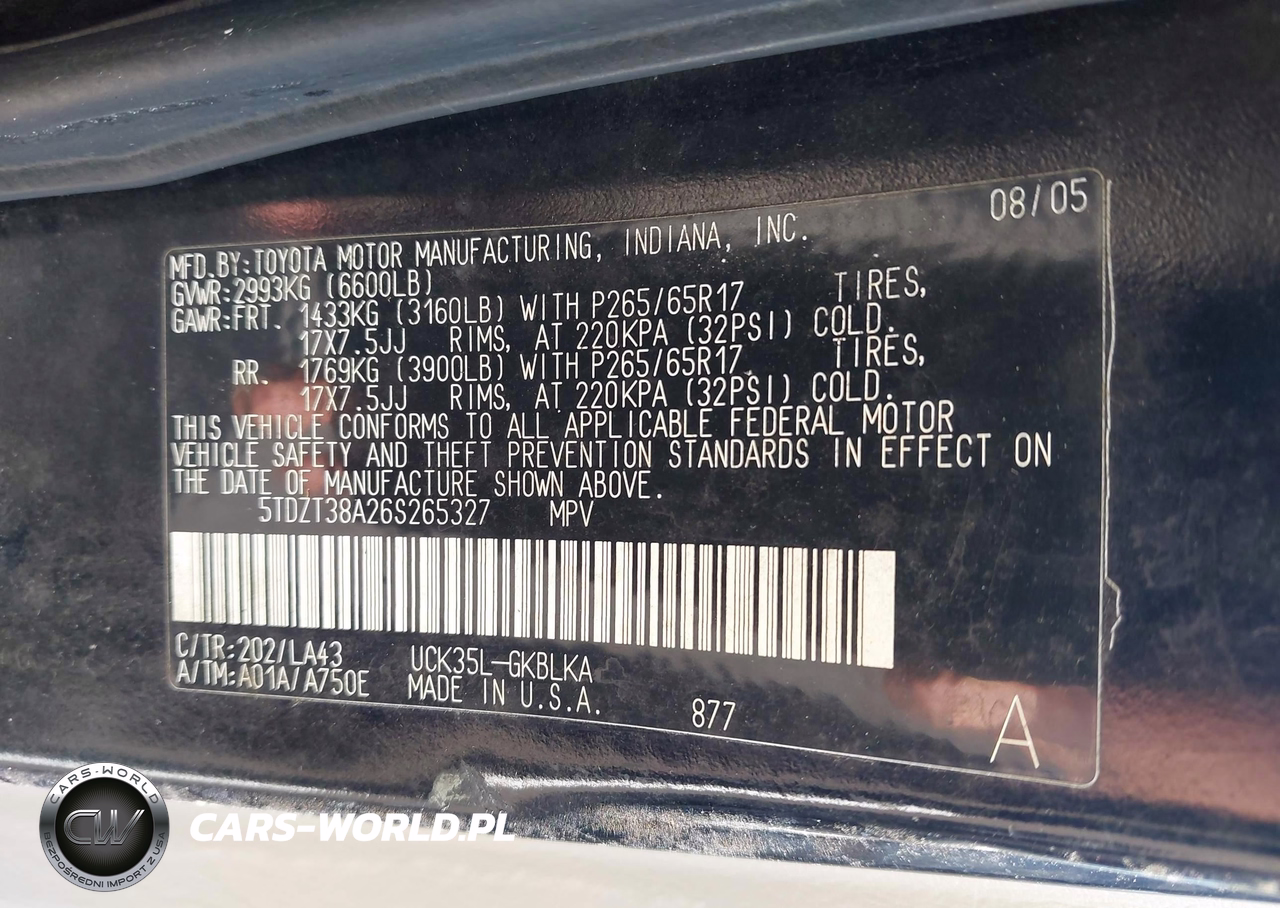 08/05
MFD.BY:TOYOTA MOTOR MANUFACTURING, INDIANA, INC.
GVWR:2993KG (6600LB)
GAWR:FRT. 1433KG (3160LB) WITH P265/65R17 TIRES,
17X7.5JJ RIMS, AT 220KPA (32PSI) COLD.
RR. 1769KG (3900LB) WITH P265/65R17 TIRES,
17X7.5JJ RIMS, AT 220KPA (32PSI) COLD.
THIS VEHICLE CONFORMS TO ALL APPLICABLE FEDERAL MOTOR
VEHICLE SAFETY AND THEFT PREVENTION STANDARDS IN EFFECT ON
THE DATE OF MANUFACTURE SHOWN ABOVE.
5TDZT38A26S265327 MPV
C/TR:202/LA43 UCK35L-GKBLKA
A/TM:A01A/A750E MADE IN U.S.A. 877
A
CARS-WORLD
CW
BEZPOŚREDNI IMPORT Z USA
CARS-WORLD.PL